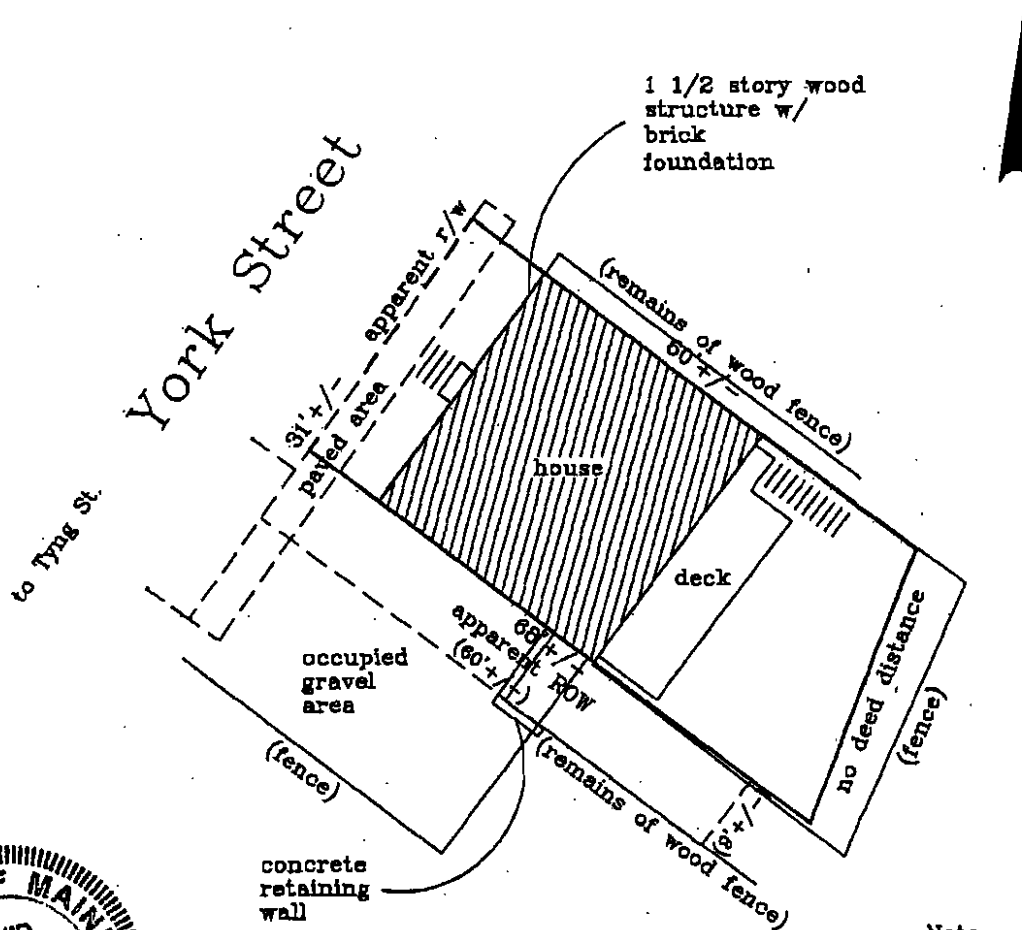 1 1/2 story wood
structure w/
brick
foundation
York Street
apparent r/w
(remains of wood fence)
60'+/-
31'+/-
paved area
house
to Tyng St.
deck
68'+/-
apparent ROW
(60'+/-)
occupied
gravel
area
no deed distance
(fence)
(fence)
(remains of wood fence)
concrete
retaining
wall
MAIN